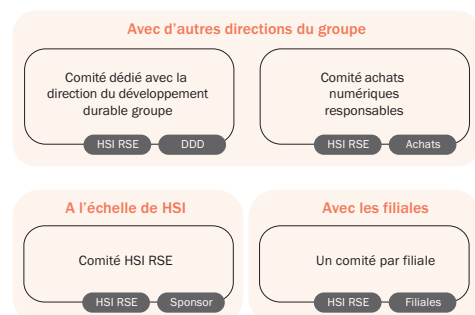 Avec d'autres directions du groupe
Comité dédié avec la
direction du développement
durable groupe
HSI RSE
DDD
Comité achats
numériques
responsables
HSI RSE
Achats
A l'échelle de HSI
Comité HSI RSE
HSI RSE
Sponsor
Avec les filiales
Un comité par filiale
HSI RSE
Filiales